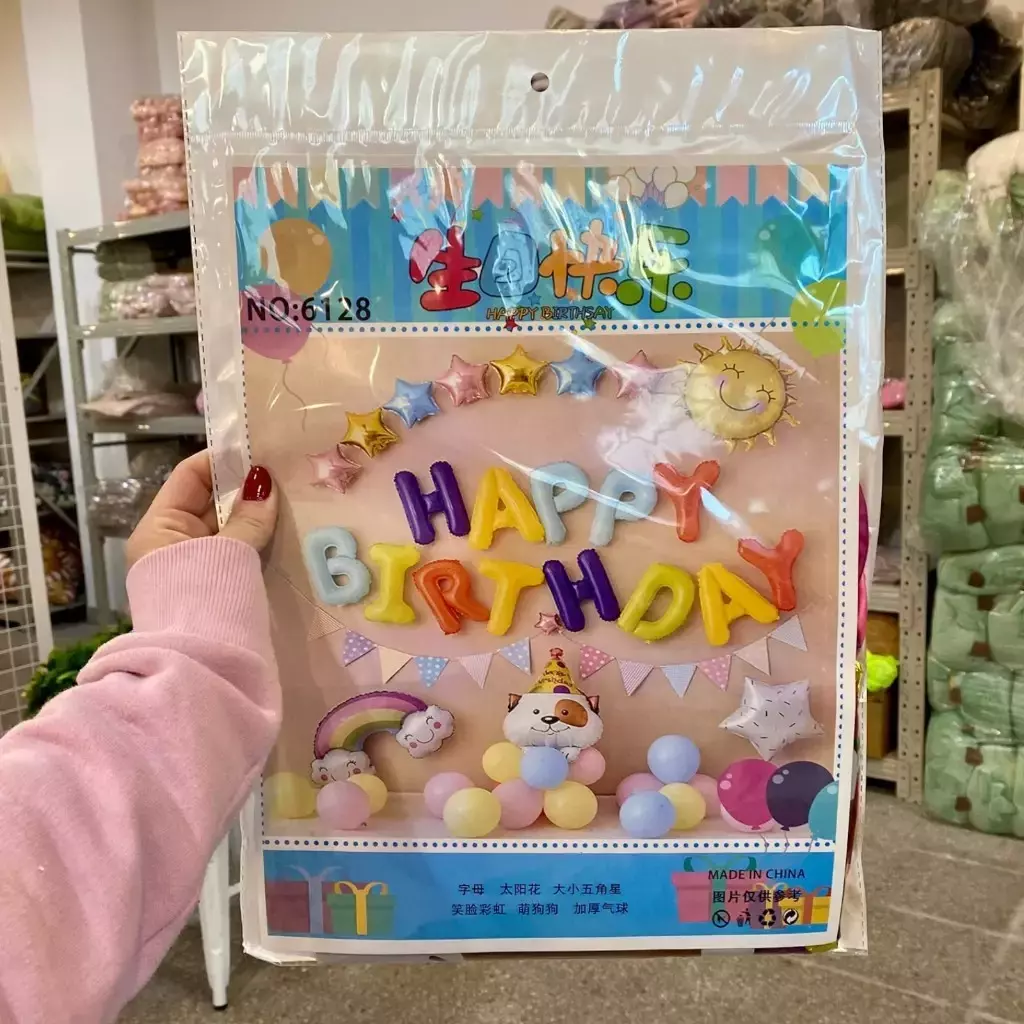 生日快乐
HAPPY BIRTHSAY
NO:6128
HAPPY
BIRTHDAY
字母 太阳花 大小五角星
笑脸彩虹 萌狗狗 加厚气球
MADE IN CHINA
图片仅供参考